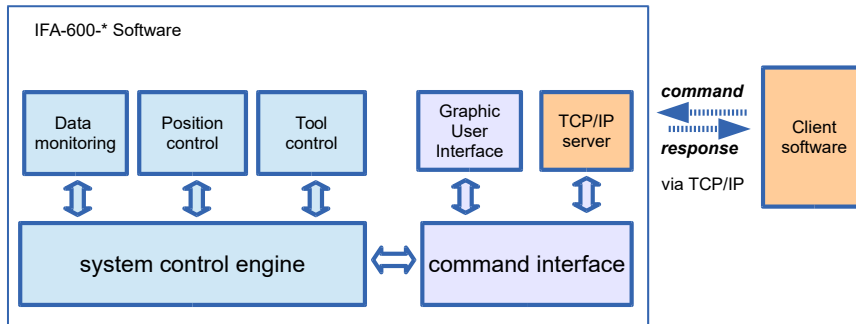 IFA-600-* Software
Data
monitoring
Position
control
Tool
control
Graphic
User
Interface
TCP/IP
server
command
response
via TCP/IP
Client
software
system control engine
command interface